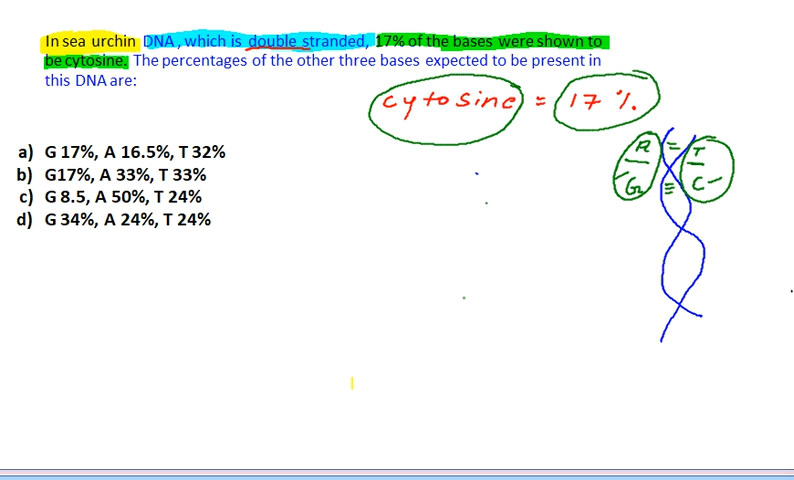 In sea urchin DNA, which is double stranded, 17% of the bases were shown to
be cytosine. The percentages of the other three bases expected to be present in
this DNA are:
cytosine = 17 %.
a) G 17%, A 16.5%, T 32%
b) G17%, A 33%, T 33%
c) G 8.5, A 50%, T 24%
d) G 34%, A 24%, T 24%
A = T
G ≡ C